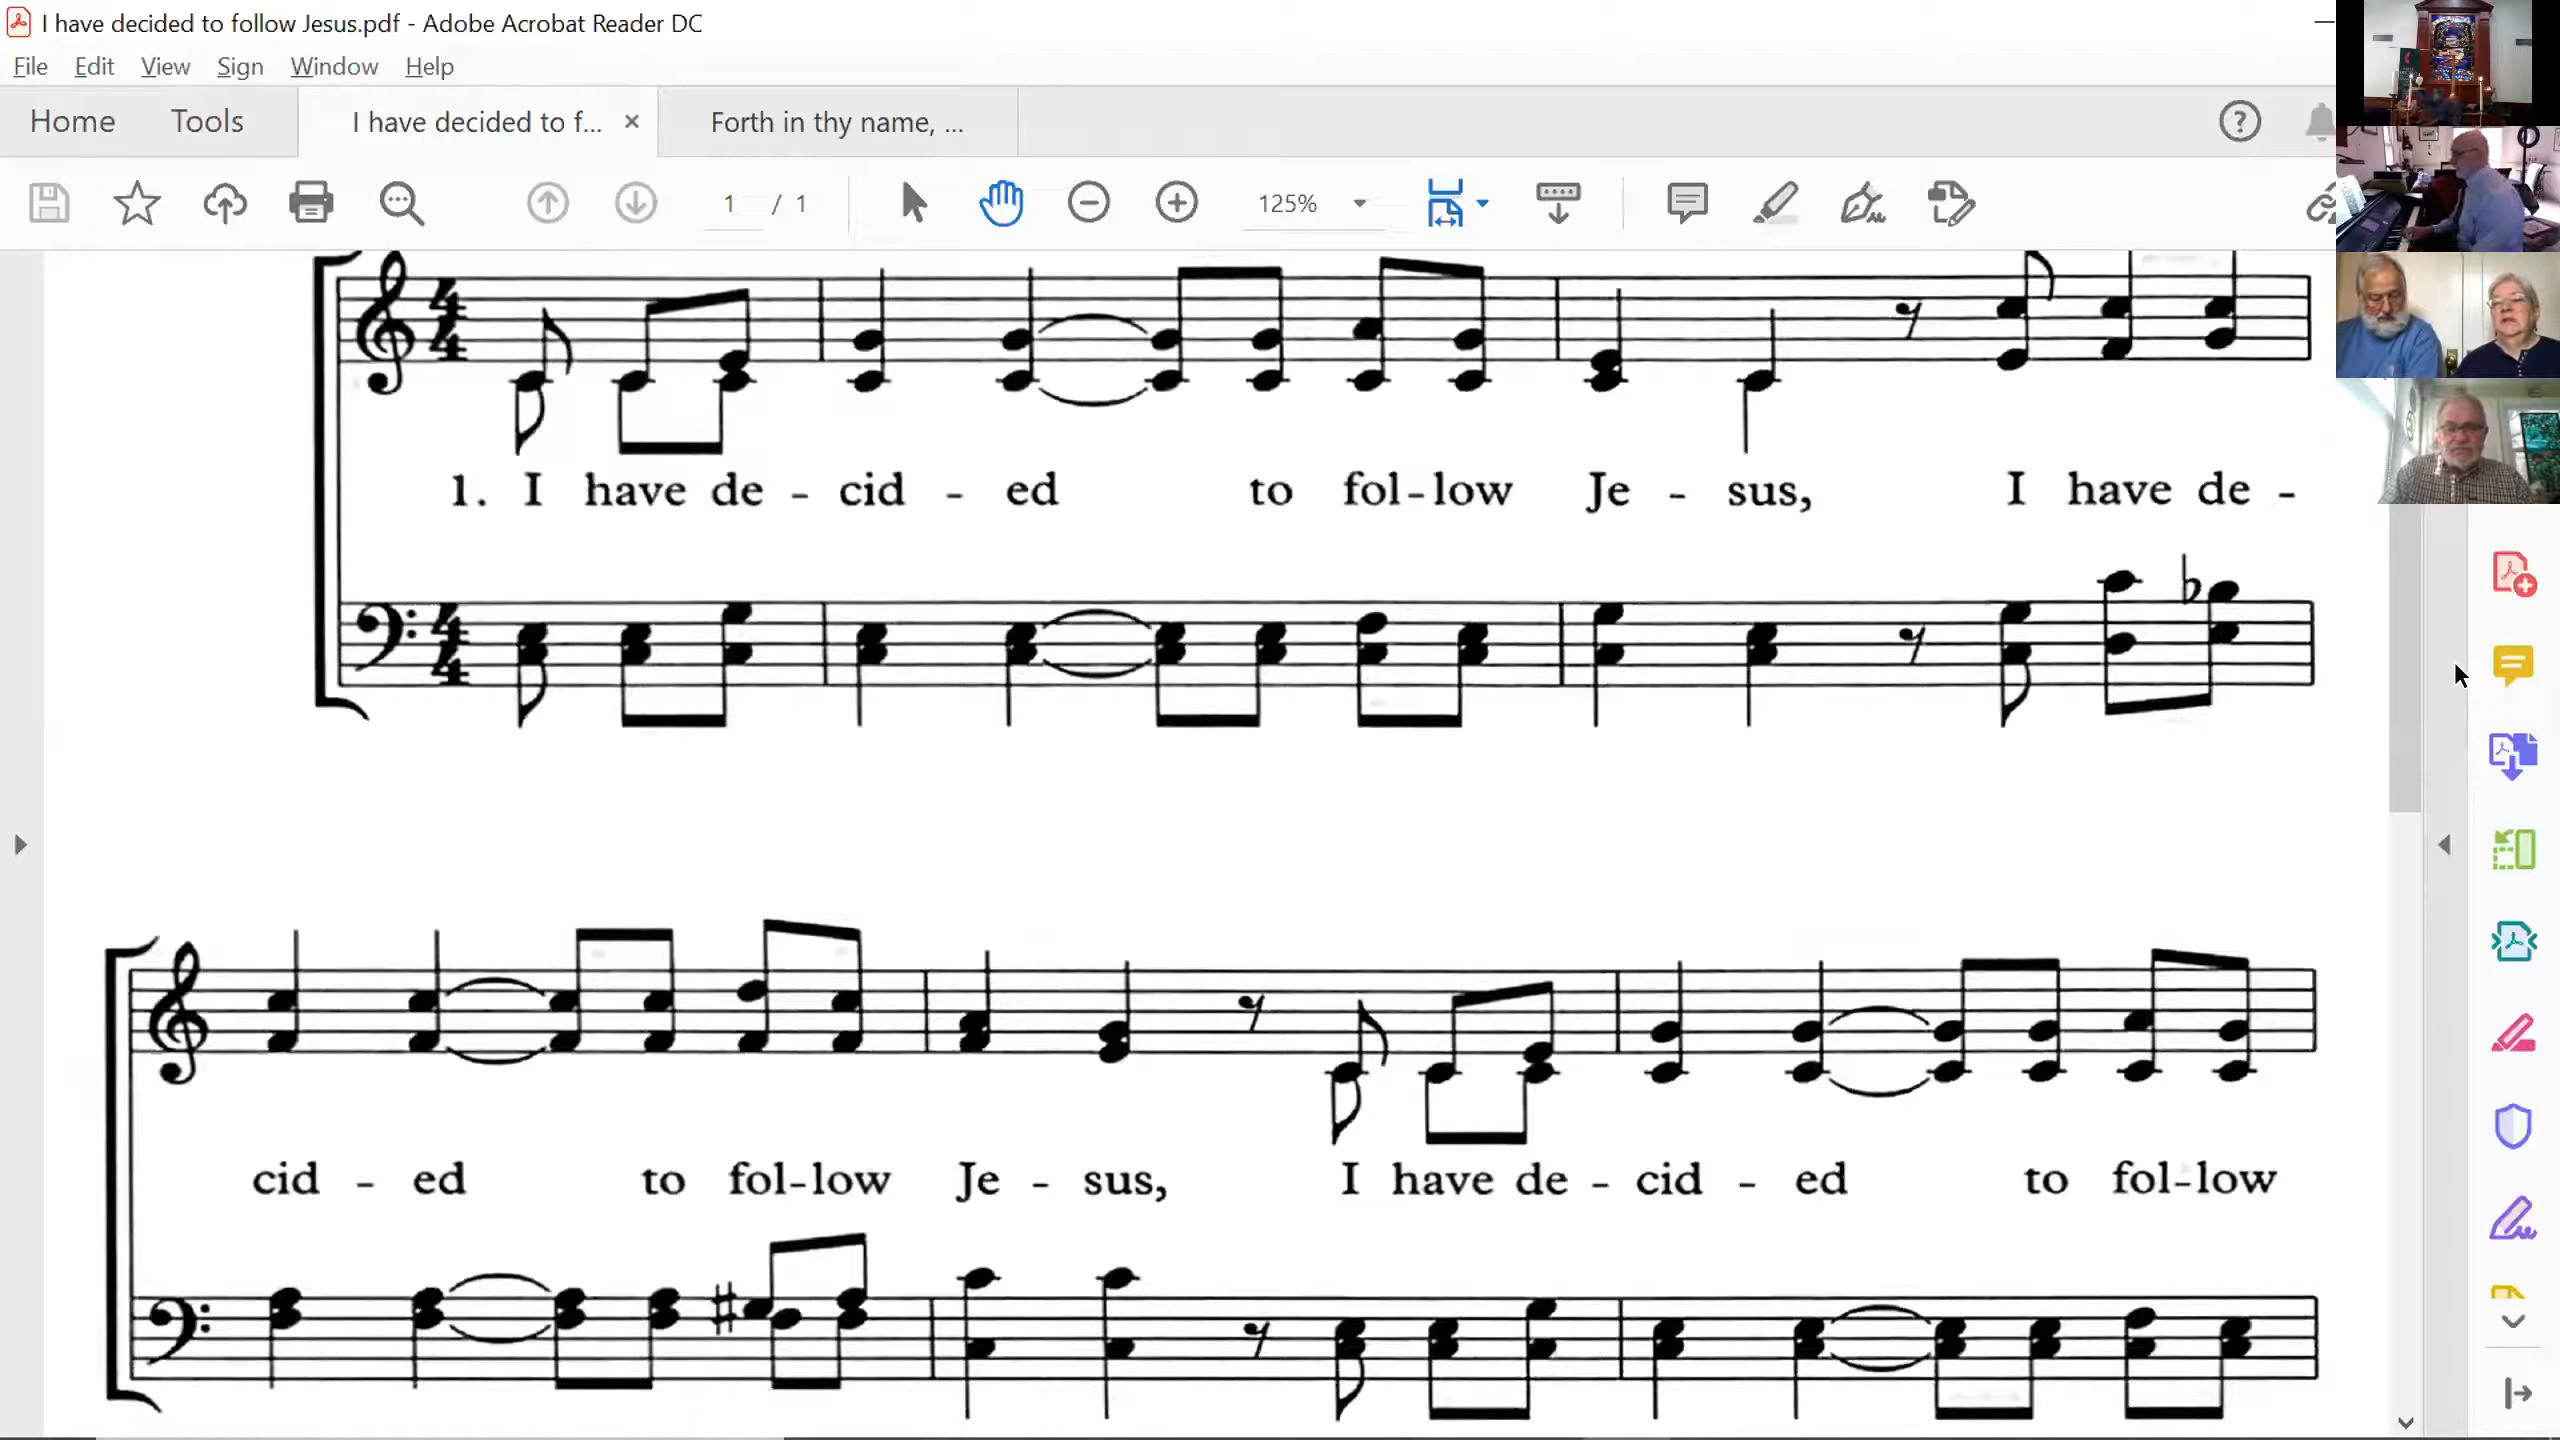 I have decided to follow Jesus.pdf - Adobe Acrobat Reader DC
File Edit View Sign Window Help
Home Tools I have decided to f... × Forth in thy name, ...
1 / 1 125%
1. I have de - cid - ed to fol-low Je - sus, I have de -
cid - ed to fol-low Je - sus, I have de - cid - ed to fol-low